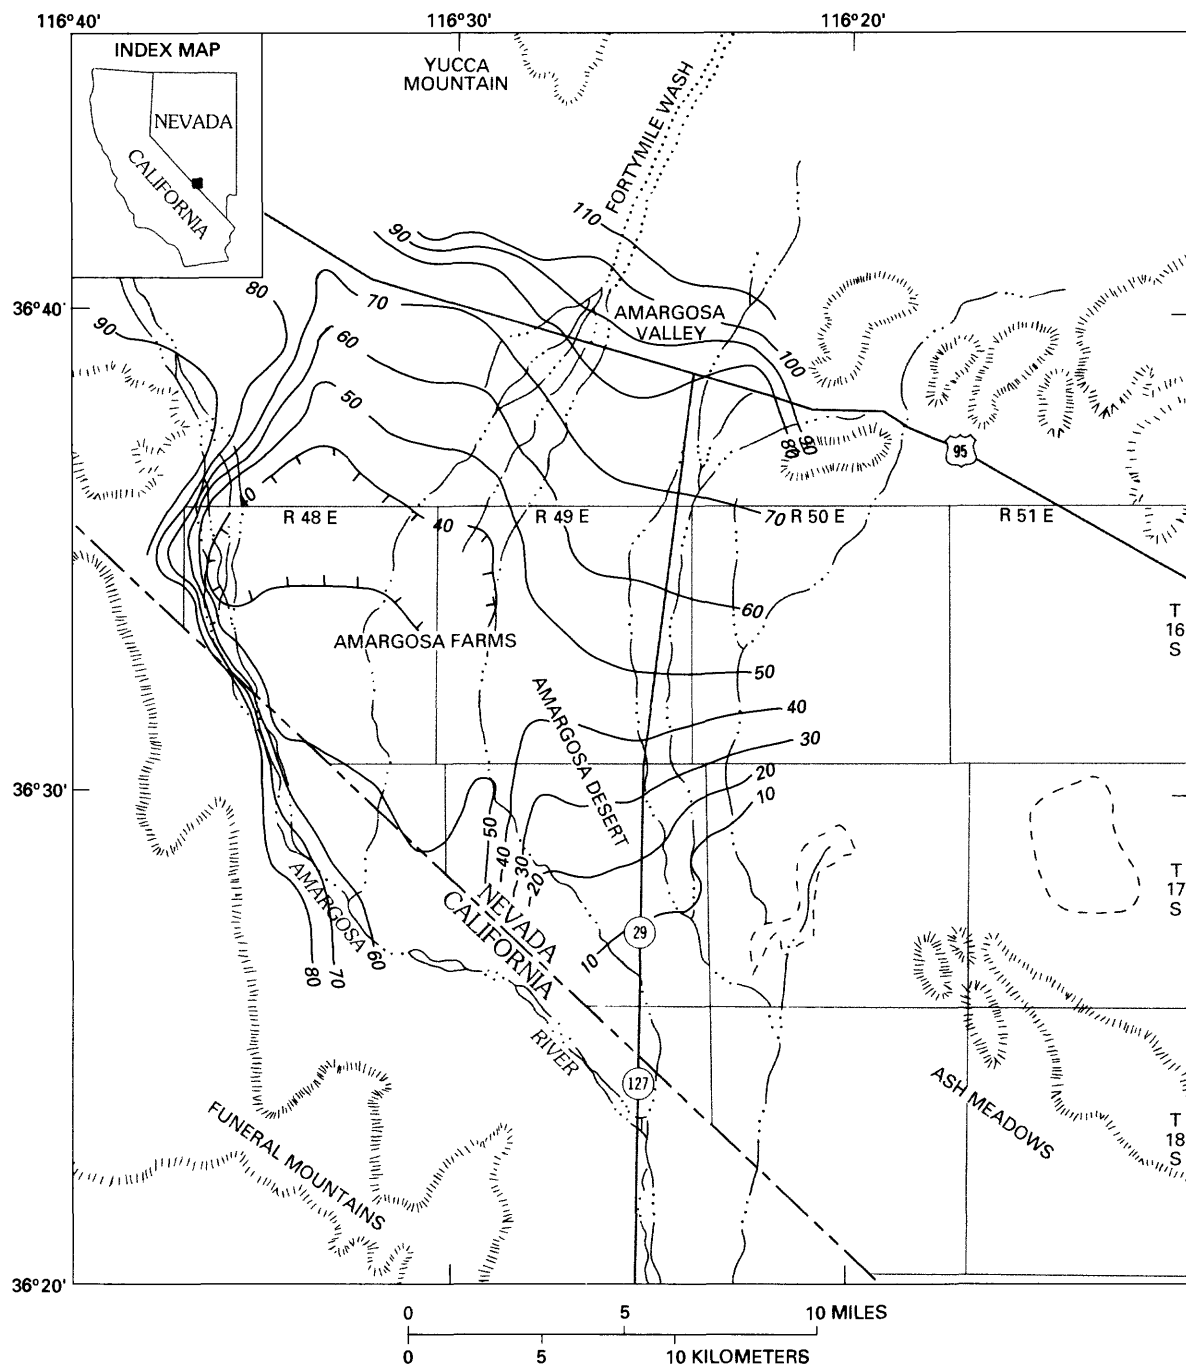 116°40'
116°30'
116°20'
INDEX MAP
NEVADA
CALIFORNIA
YUCCA
MOUNTAIN
FORTYMILE WASH
110
90
36°40'
80
90
70
60
50
AMARGOSA
VALLEY
100
80
90
95
40
R 48 E
40
R 49 E
70
R 50 E
R 51 E
60
T
16
S
AMARGOSA FARMS
50
AMARGOSA DESERT
40
30
20
10
36°30'
50
40
30
20
T
17
S
AMARGOSA
NEVADA
CALIFORNIA
29
10
80
70
60
RIVER
127
ASH MEADOWS
FUNERAL MOUNTAINS
T
18
S
36°20'
0 5 10 MILES
0 5 10 KILOMETERS